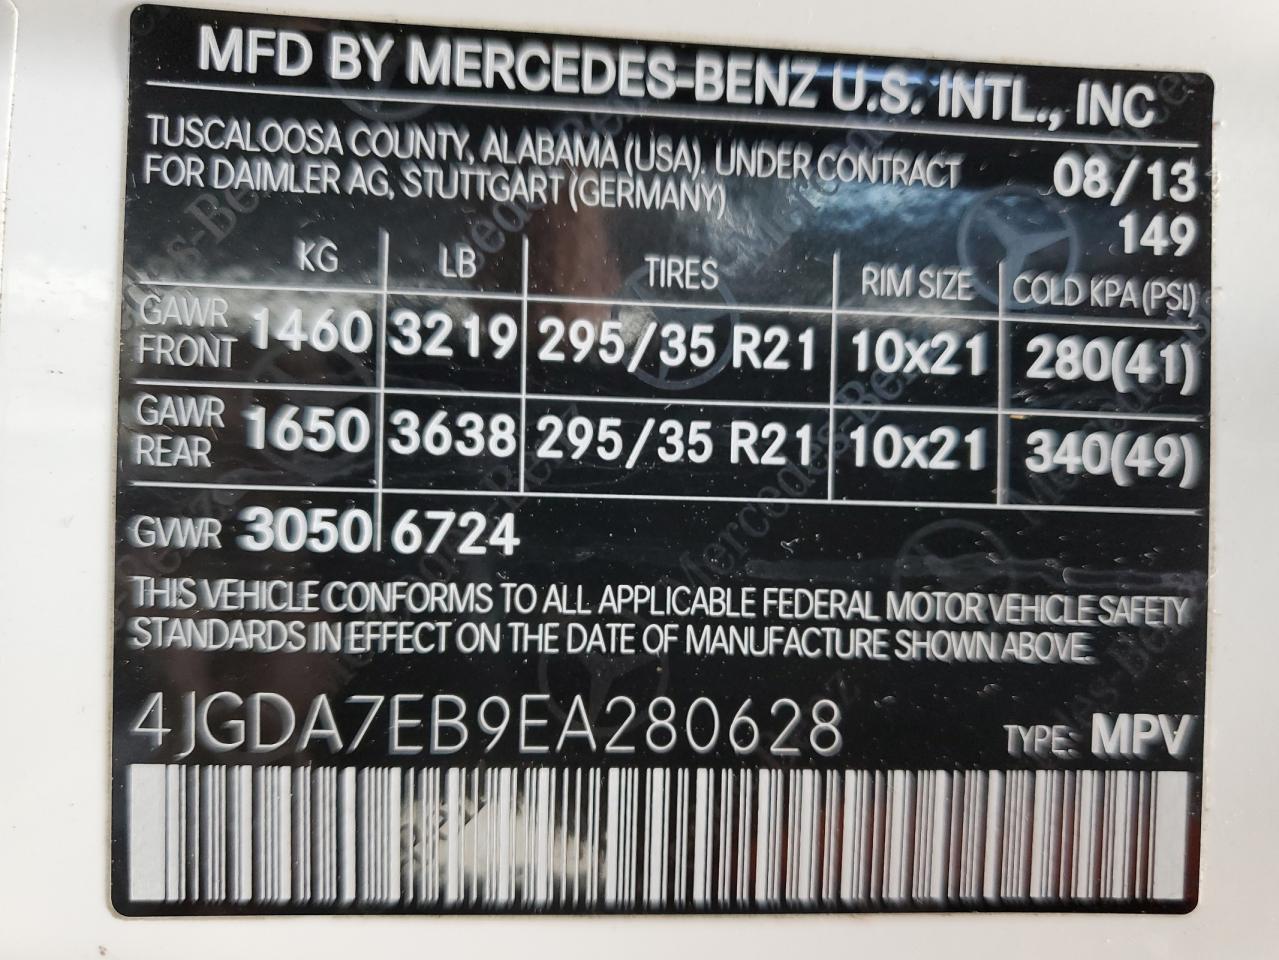 MFD BY MERCEDES-BENZ U.S. INTL., INC
TUSCALOOSA COUNTY, ALABAMA (USA). UNDER CONTRACT
FOR DAIMLER AG, STUTTGART (GERMANY)
08/13
149
KG LB TIRES RIM SIZE COLD KPA (PSI)
GAWR FRONT 1460 3219 295/35 R21 10x21 280(41)
GAWR REAR 1650 3638 295/35 R21 10x21 340(49)
GVWR 3050 6724
THIS VEHICLE CONFORMS TO ALL APPLICABLE FEDERAL MOTOR VEHICLE SAFETY
STANDARDS IN EFFECT ON THE DATE OF MANUFACTURE SHOWN ABOVE.
4JGDA7EB9EA280628 TYPE: MPV